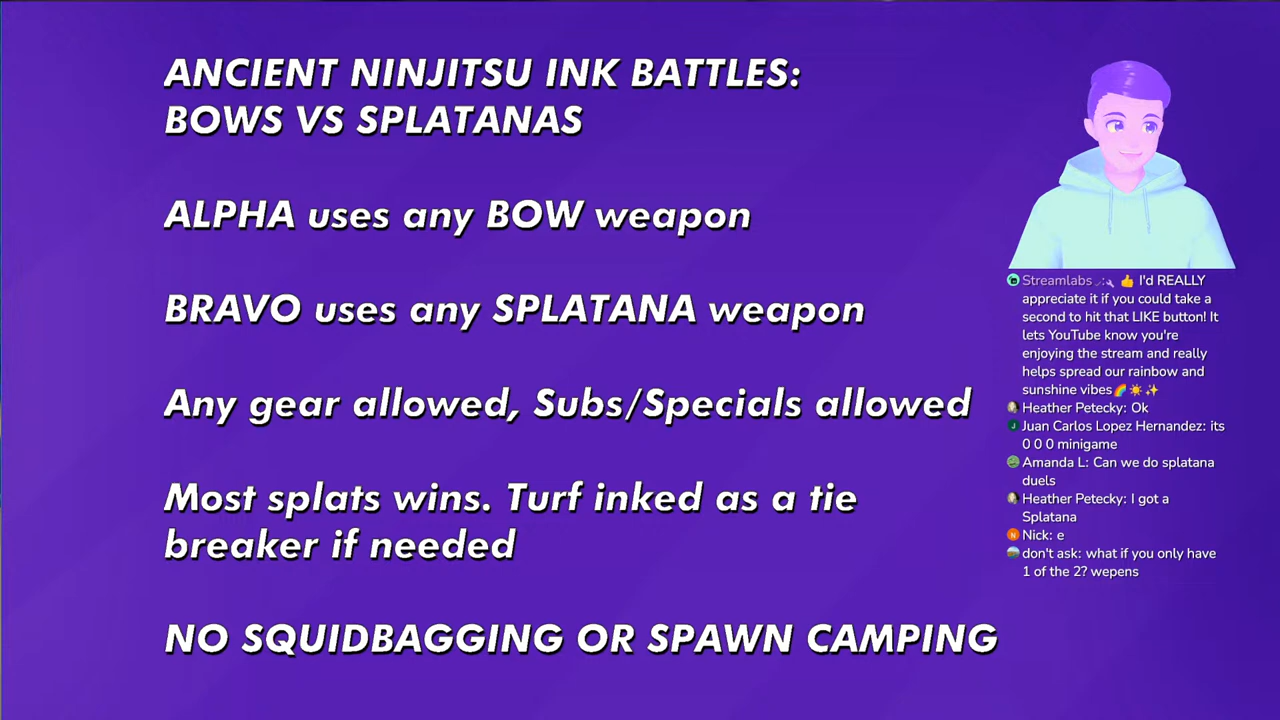 ANCIENT NINJITSU INK BATTLES:
BOWS VS SPLATANAS
ALPHA uses any BOW weapon
BRAVO uses any SPLATANA weapon
Any gear allowed, Subs/Specials allowed
Most splats wins. Turf inked as a tie
breaker if needed
NO SQUIDBAGGING OR SPAWN CAMPING
Streamlabs 👍 I'd REALLY
appreciate it if you could take a
second to hit that LIKE button! It
lets YouTube know you're
enjoying the stream and really
helps spread our rainbow and
sunshine vibes🌈☀️✨
Heather Petecky: Ok
J Juan Carlos Lopez Hernandez: its
0 0 0 minigame
Amanda L: Can we do splatana
duels
Heather Petecky: I got a
Splatana
N Nick: e
don't ask: what if you only have
1 of the 2? wepens